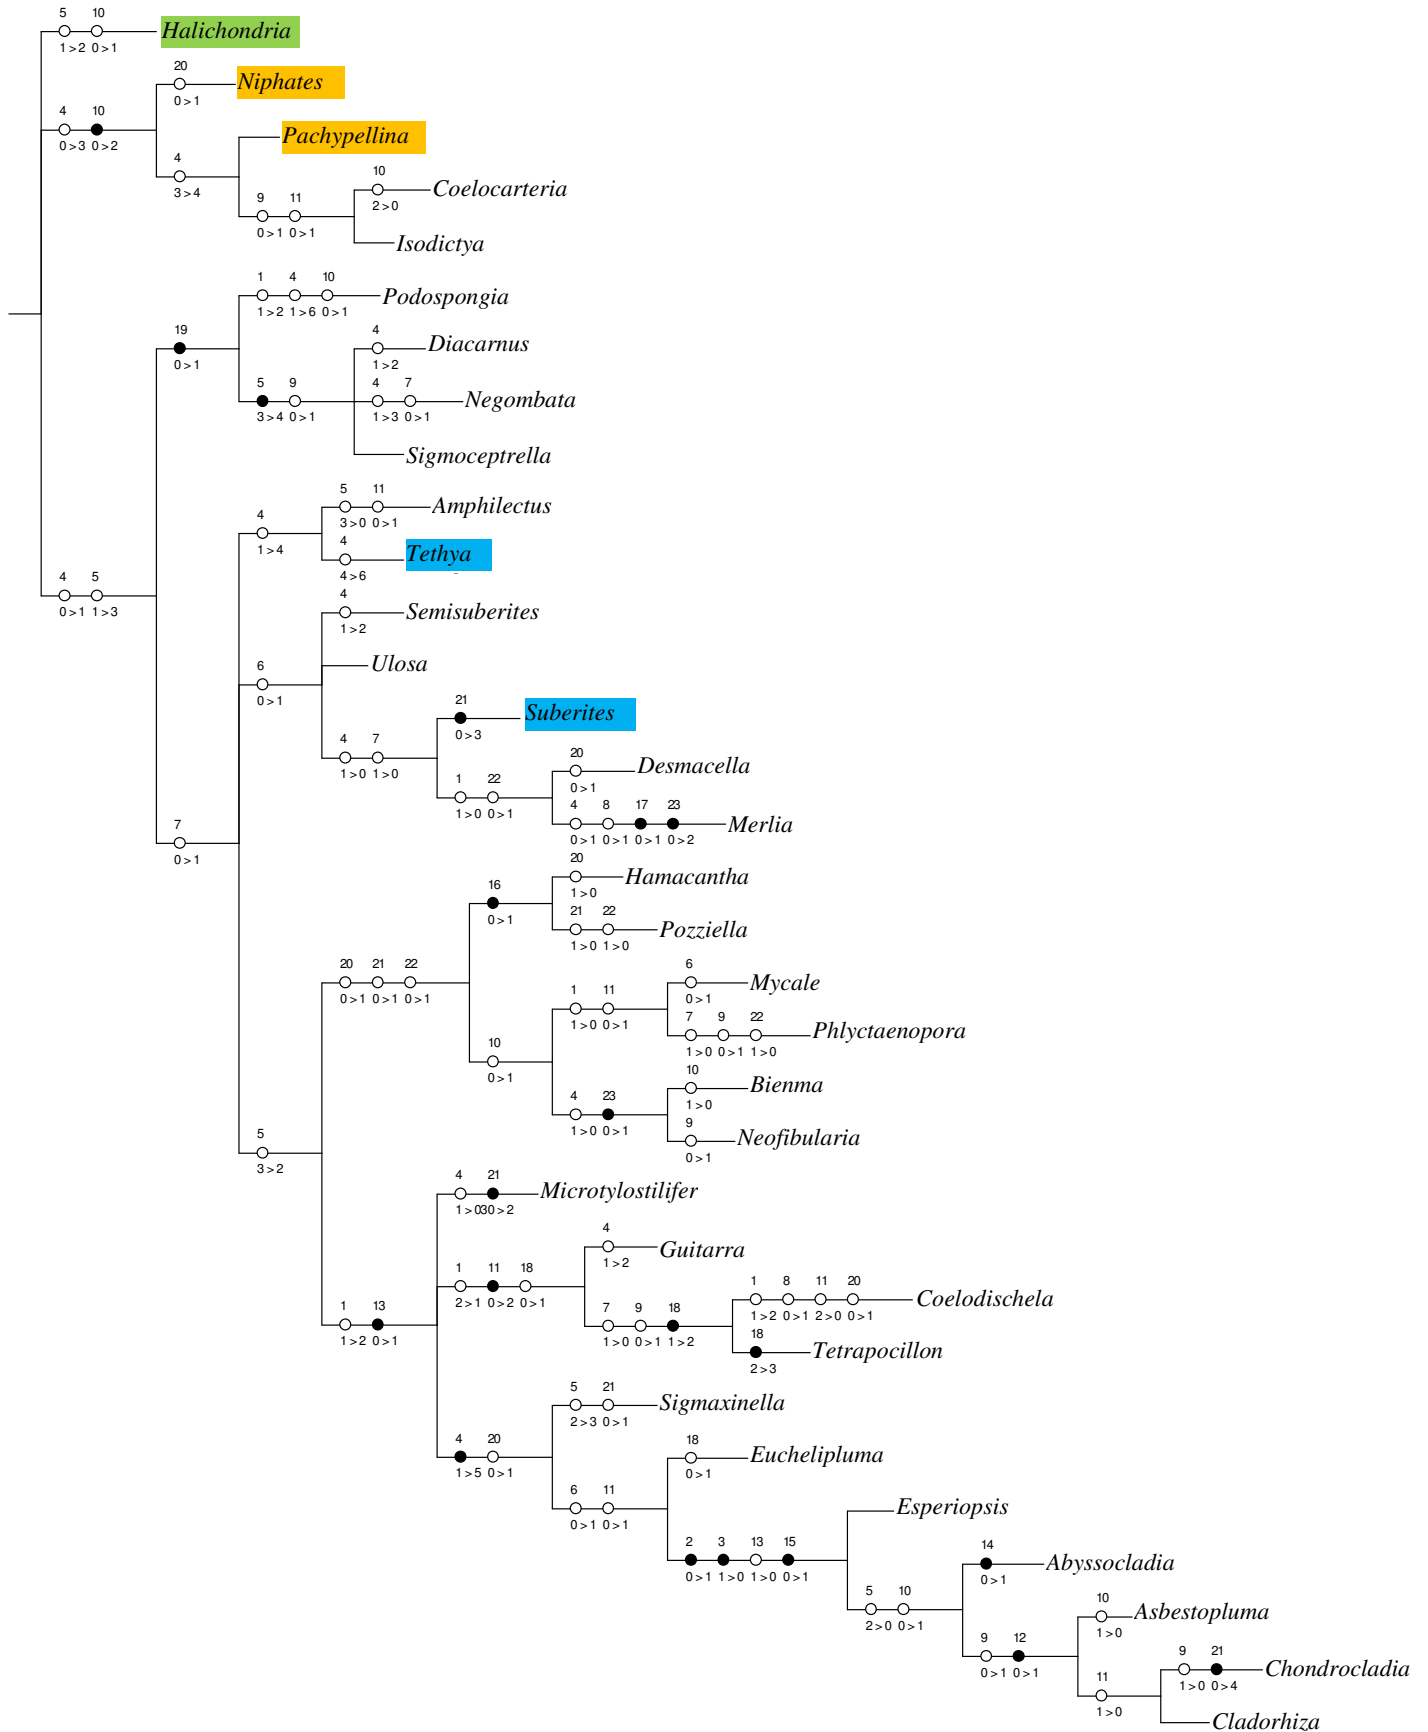 5 10
Halichondria
1>2 0>1
20
Niphates
0>1
4 10
0>3 0>2
Pachypellina
4
3>4
10
Coelocarteria
2>0
9 11
0>1 0>1
Isodictya
1 4 10
Podospongia
1>2 1>6 0>1
19
0>1
4
Diacarnus
1>2
5 9
3>4 0>1
4 7
Negombata
1>3 0>1
Sigmoceptrella
5 11
Amphilectus
3>0 0>1
4
1>4
4
Tethya
4>6
4 5
0>1 1>3
4
Semisuberites
1>2
Ulosa
6
0>1
21
Suberites
0>3
4 7
1>0 1>0
20
Desmacella
0>1
1 22
1>0 0>1
4 8 17 23
Merlia
0>1 0>1 0>1 0>2
7
0>1
20
Hamacantha
1>0
16
0>1
21 22
Pozziella
1>0 1>0
20 21 22
0>1 0>1 0>1
6
Mycale
0>1
1 11
1>0 0>1
7 9 22
Phlyctaenopora
1>0 0>1 1>0
10
0>1
10
Bienma
1>0
4 23
1>0 0>1
9
Neofibularia
0>1
5
3>2
4 21
Microtylostilifer
1>030>2
4
Guitarra
1>2
1 11 18
2>1 0>2 0>1
1 8 11 20
Coelodischela
1>2 0>1 2>0 0>1
7 9 18
1>0 0>1 1>2
18
Tetrapocillon
2>3
1 13
1>2 0>1
5 21
Sigmaxinella
2>3 0>1
4 20
1>5 0>1
18
Euchelipluma
0>1
6 11
0>1 0>1
Esperiopsis
2 3 13 15
0>1 1>0 1>0 0>1
14
Abyssocladia
0>1
5 10
2>0 0>1
10
Asbestopluma
1>0
9 12
0>1 0>1
9 21
Chondrocladia
1>0 0>4
11
1>0
Cladorhiza